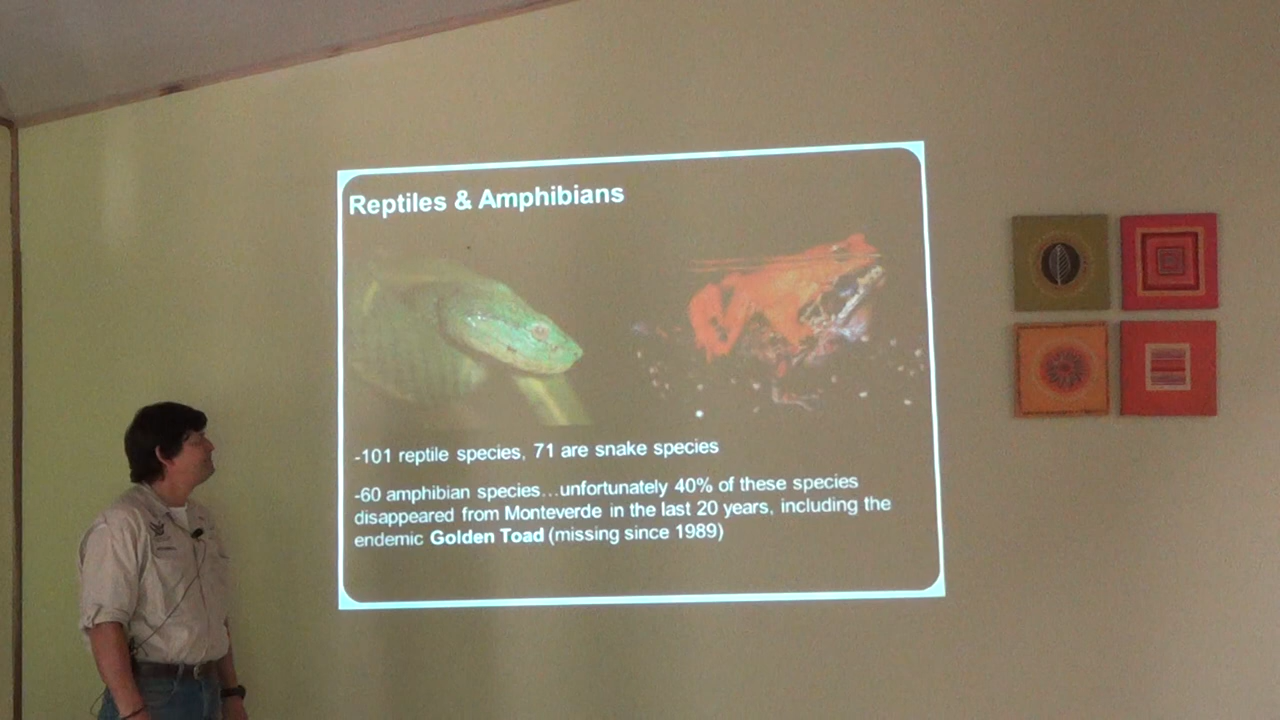 Reptiles & Amphibians
-101 reptile species, 71 are snake species
-60 amphibian species…unfortunately 40% of these species
disappeared from Monteverde in the last 20 years, including the
endemic Golden Toad (missing since 1989)